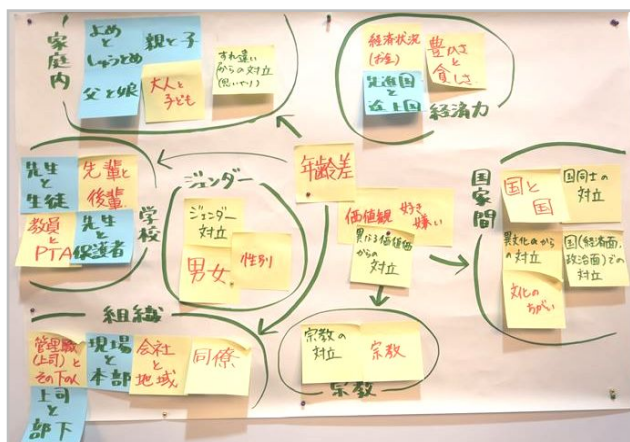 家庭内
よめ
と
しゅうとめ
親と子
父と娘
大人と
子ども
すれ違い
からの対立
(思いやり)
経済状況
(お金)
豊かさ
と
貧しさ
先進国
と
途上国
経済力
先生
と
生徒
先輩
と
後輩
教員
と
PTA
先生
と
保護者
学校
ジェンダー
ジェンダー
対立
男女
性別
年齢差
価値観
好き
嫌い
異なる価値
からの
対立
国家間
国と
国
国同士の
対立
異文化
からの
対立
国(経済面、
政治面)での
対立
文化の
ちがい
組織
管理職
(上司)と
その下の人
現場
と
本部
会社
と
地域
同僚
上司
と
部下
宗教の
対立
宗教
宗教